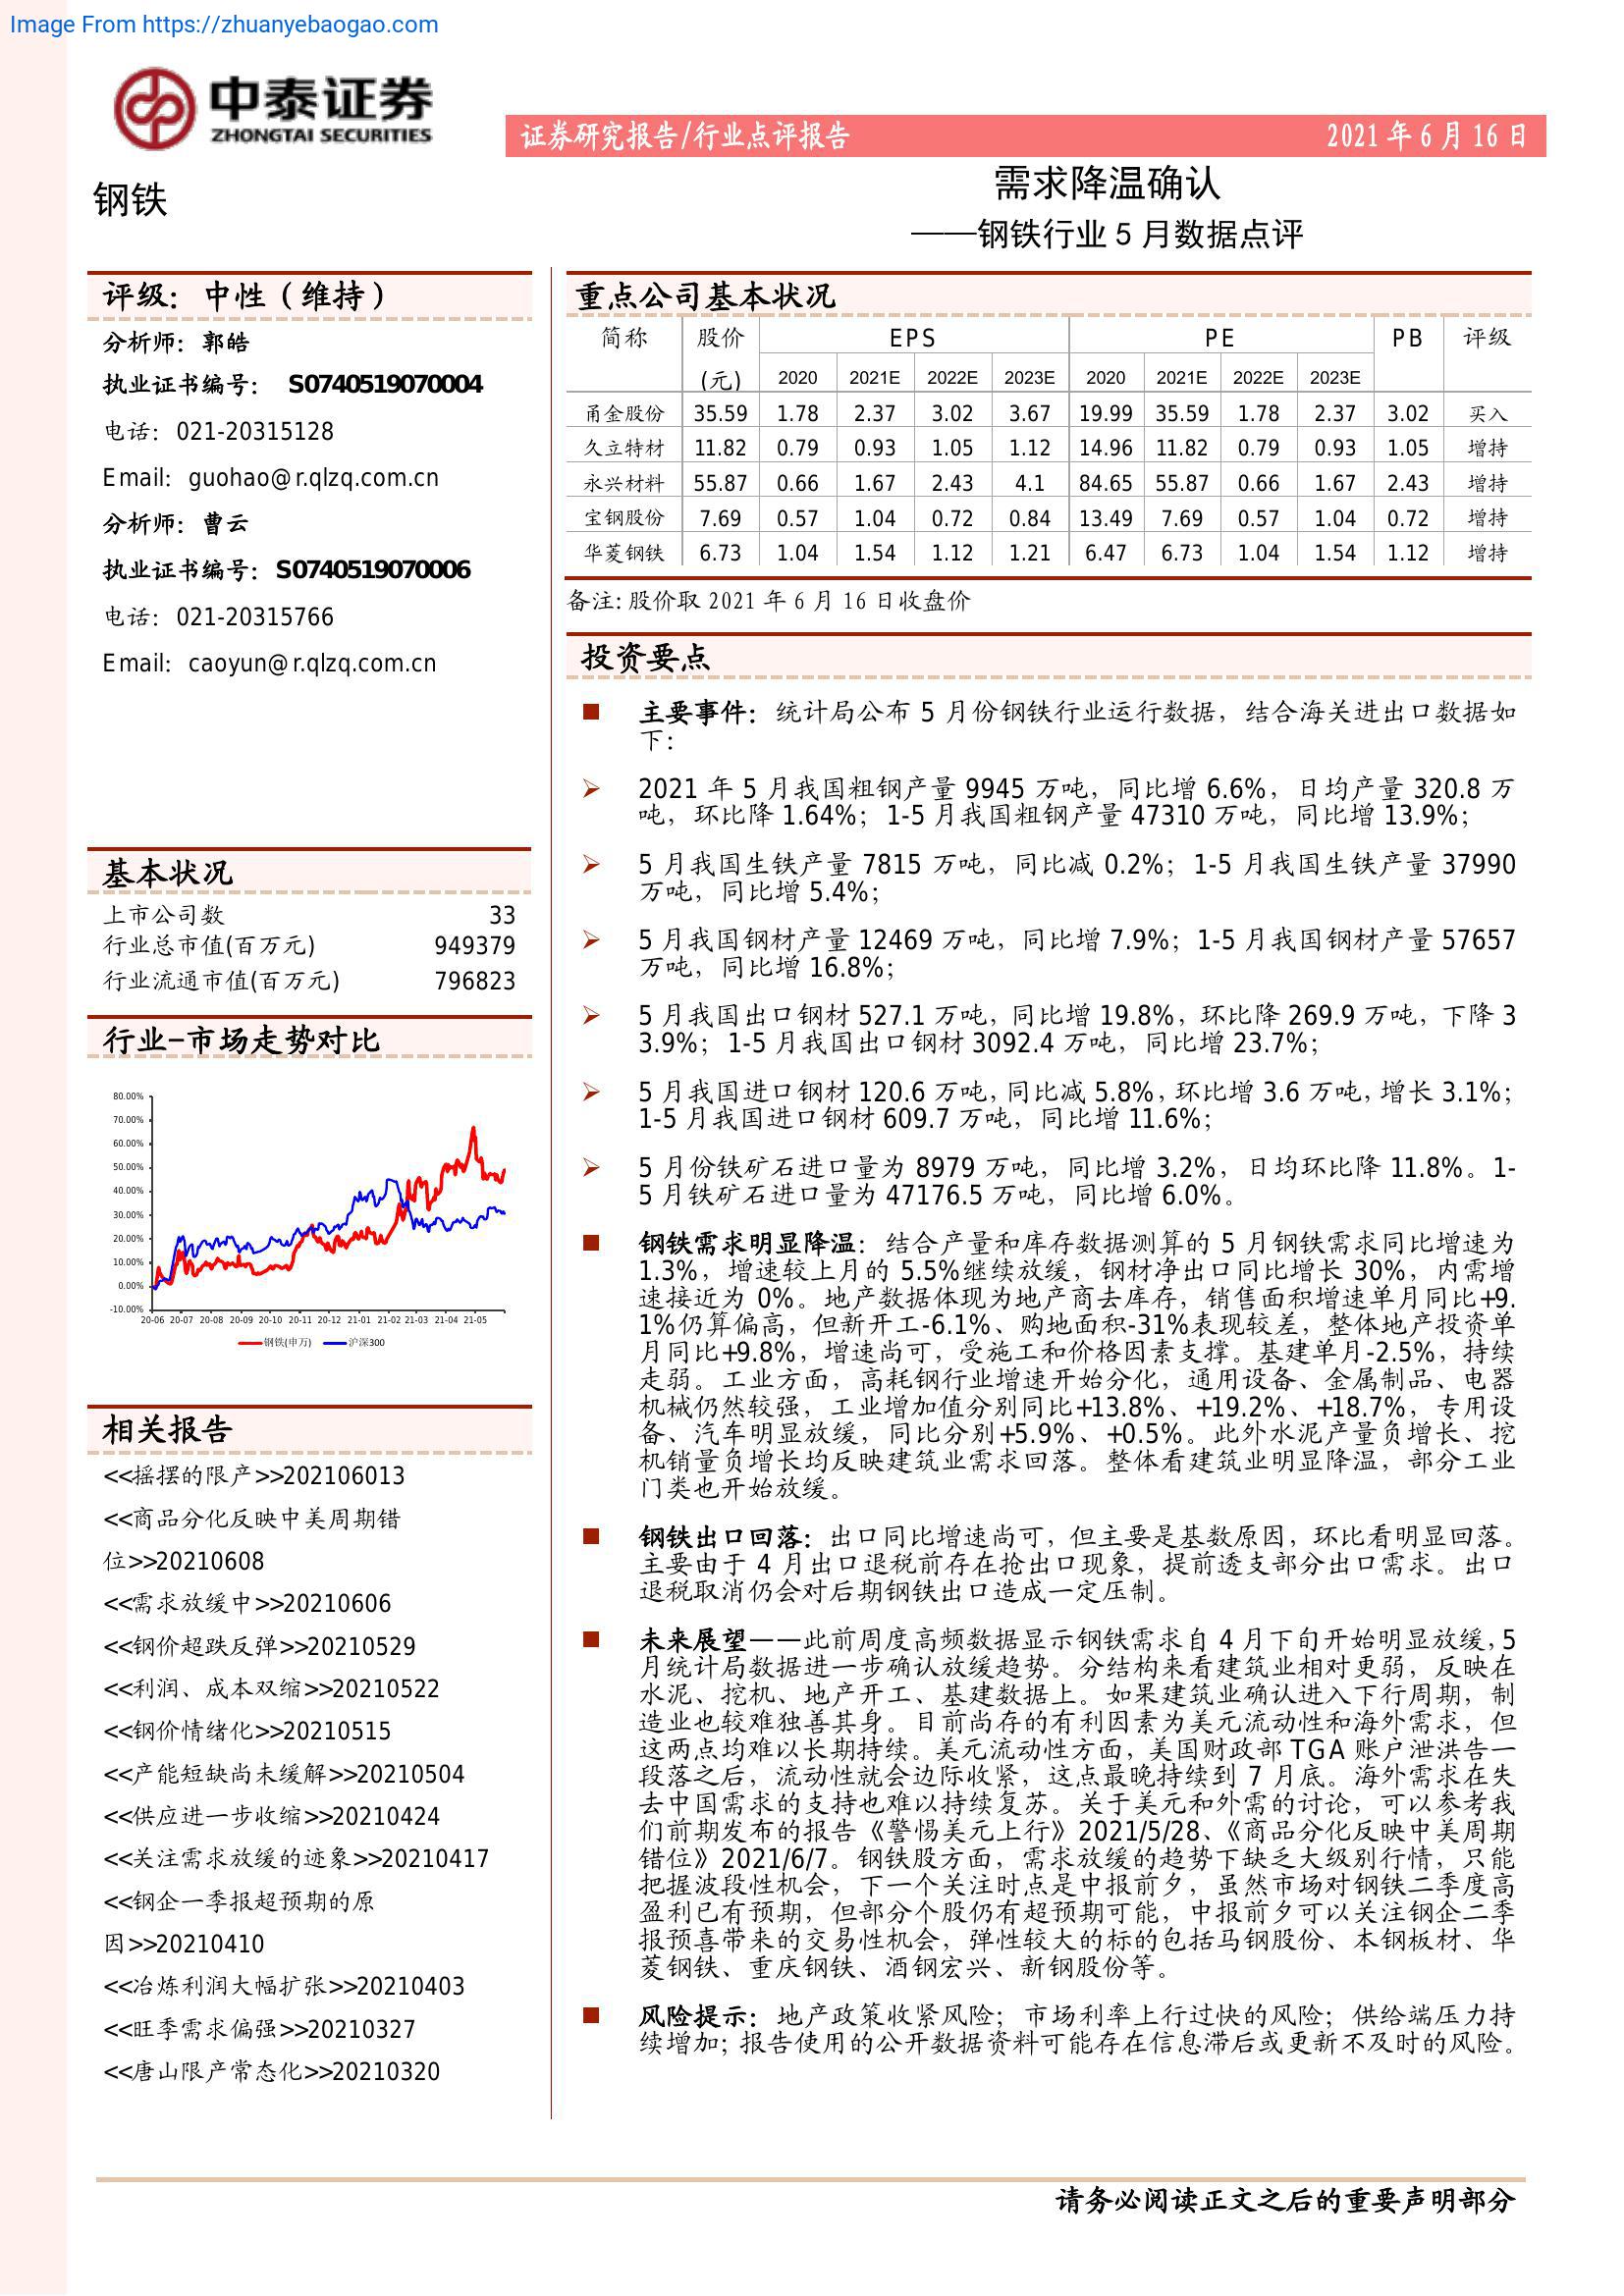 Image From https://zhuanyebaogao.com
中泰证券
ZHONGTAI SECURITIES
证券研究报告/行业点评报告 2021 年 6 月 16 日
钢铁
需求降温确认
——钢铁行业 5 月数据点评
评级：中性（维持）
分析师：郭皓
执业证书编号： S0740519070004
电话：021-20315128
Email：guohao@r.qlzq.com.cn
分析师：曹云
执业证书编号：S0740519070006
电话：021-20315766
Email：caoyun@r.qlzq.com.cn
基本状况
上市公司数 33
行业总市值(百万元) 949379
行业流通市值(百万元) 796823
行业-市场走势对比
80.00%
70.00%
60.00%
50.00%
40.00%
30.00%
20.00%
10.00%
0.00%
-10.00%
20-06 20-07 20-08 20-09 20-10 20-11 20-12 21-01 21-02 21-03 21-04 21-05
钢铁(申万) 沪深300
相关报告
<<摇摆的限产>>202106013
<<商品分化反映中美周期错
位>>20210608
<<需求放缓中>>20210606
<<钢价超跌反弹>>20210529
<<利润、成本双缩>>20210522
<<钢价情绪化>>20210515
<<产能短缺尚未缓解>>20210504
<<供应进一步收缩>>20210424
<<关注需求放缓的迹象>>20210417
<<钢企一季报超预期的原
因>>20210410
<<冶炼利润大幅扩张>>20210403
<<旺季需求偏强>>20210327
<<唐山限产常态化>>20210320
重点公司基本状况
简称 股价 EPS PE PB 评级
(元) 2020 2021E 2022E 2023E 2020 2021E 2022E 2023E
甬金股份 35.59 1.78 2.37 3.02 3.67 19.99 35.59 1.78 2.37 3.02 买入
久立特材 11.82 0.79 0.93 1.05 1.12 14.96 11.82 0.79 0.93 1.05 增持
永兴材料 55.87 0.66 1.67 2.43 4.1 84.65 55.87 0.66 1.67 2.43 增持
宝钢股份 7.69 0.57 1.04 0.72 0.84 13.49 7.69 0.57 1.04 0.72 增持
华菱钢铁 6.73 1.04 1.54 1.12 1.21 6.47 6.73 1.04 1.54 1.12 增持
备注：股价取 2021 年 6 月 16 日收盘价
投资要点
主要事件：统计局公布 5 月份钢铁行业运行数据，结合海关进出口数据如
下：
2021 年 5 月我国粗钢产量 9945 万吨，同比增 6.6%，日均产量 320.8 万
吨，环比降 1.64%；1-5 月我国粗钢产量 47310 万吨，同比增 13.9%；
5 月我国生铁产量 7815 万吨，同比减 0.2%；1-5 月我国生铁产量 37990
万吨，同比增 5.4%；
5 月我国钢材产量 12469 万吨，同比增 7.9%；1-5 月我国钢材产量 57657
万吨，同比增 16.8%；
5 月我国出口钢材 527.1 万吨，同比增 19.8%，环比降 269.9 万吨，下降 3
3.9%；1-5 月我国出口钢材 3092.4 万吨，同比增 23.7%；
5 月我国进口钢材 120.6 万吨，同比减 5.8%，环比增 3.6 万吨，增长 3.1%；
1-5 月我国进口钢材 609.7 万吨，同比增 11.6%；
5 月份铁矿石进口量为 8979 万吨，同比增 3.2%，日均环比降 11.8%。1-
5 月铁矿石进口量为 47176.5 万吨，同比增 6.0%。
钢铁需求明显降温：结合产量和库存数据测算的 5 月钢铁需求同比增速为
1.3%，增速较上月的 5.5%继续放缓，钢材净出口同比增长 30%，内需增
速接近为 0%。地产数据体现为地产商去库存，销售面积增速单月同比+9.
1%仍算偏高，但新开工-6.1%、购地面积-31%表现较差，整体地产投资单
月同比+9.8%，增速尚可，受施工和价格因素支撑。基建单月-2.5%，持续
走弱。工业方面，高耗钢行业增速开始分化，通用设备、金属制品、电器
机械仍然较强，工业增加值分别同比+13.8%、+19.2%、+18.7%，专用设
备、汽车明显放缓，同比分别+5.9%、+0.5%。此外水泥产量负增长、挖
机销量负增长均反映建筑业需求回落。整体看建筑业明显降温，部分工业
门类也开始放缓。
钢铁出口回落：出口同比增速尚可，但主要是基数原因，环比看明显回落。
主要由于 4 月出口退税前存在抢出口现象，提前透支部分出口需求。出口
退税取消仍会对后期钢铁出口造成一定压制。
未来展望——此前周度高频数据显示钢铁需求自 4 月下旬开始明显放缓，5
月统计局数据进一步确认放缓趋势。分结构来看建筑业相对更弱，反映在
水泥、挖机、地产开工、基建数据上。如果建筑业确认进入下行周期，制
造业也较难独善其身。目前尚存的有利因素为美元流动性和海外需求，但
这两点均难以长期持续。美元流动性方面，美国财政部 TGA 账户泄洪告一
段落之后，流动性就会边际收紧，这点最晚持续到 7 月底。海外需求在失
去中国需求的支持也难以持续复苏。关于美元和外需的讨论，可以参考我
们前期发布的报告《警惕美元上行》2021/5/28、《商品分化反映中美周期
错位》2021/6/7。钢铁股方面，需求放缓的趋势下缺乏大级别行情，只能
把握波段性机会，下一个关注时点是中报前夕，虽然市场对钢铁二季度高
盈利已有预期，但部分个股仍有超预期可能，中报前夕可以关注钢企二季
报预喜带来的交易性机会，弹性较大的标的包括马钢股份、本钢板材、华
菱钢铁、重庆钢铁、酒钢宏兴、新钢股份等。
风险提示：地产政策收紧风险；市场利率上行过快的风险；供给端压力持
续增加；报告使用的公开数据资料可能存在信息滞后或更新不及时的风险。
请务必阅读正文之后的重要声明部分